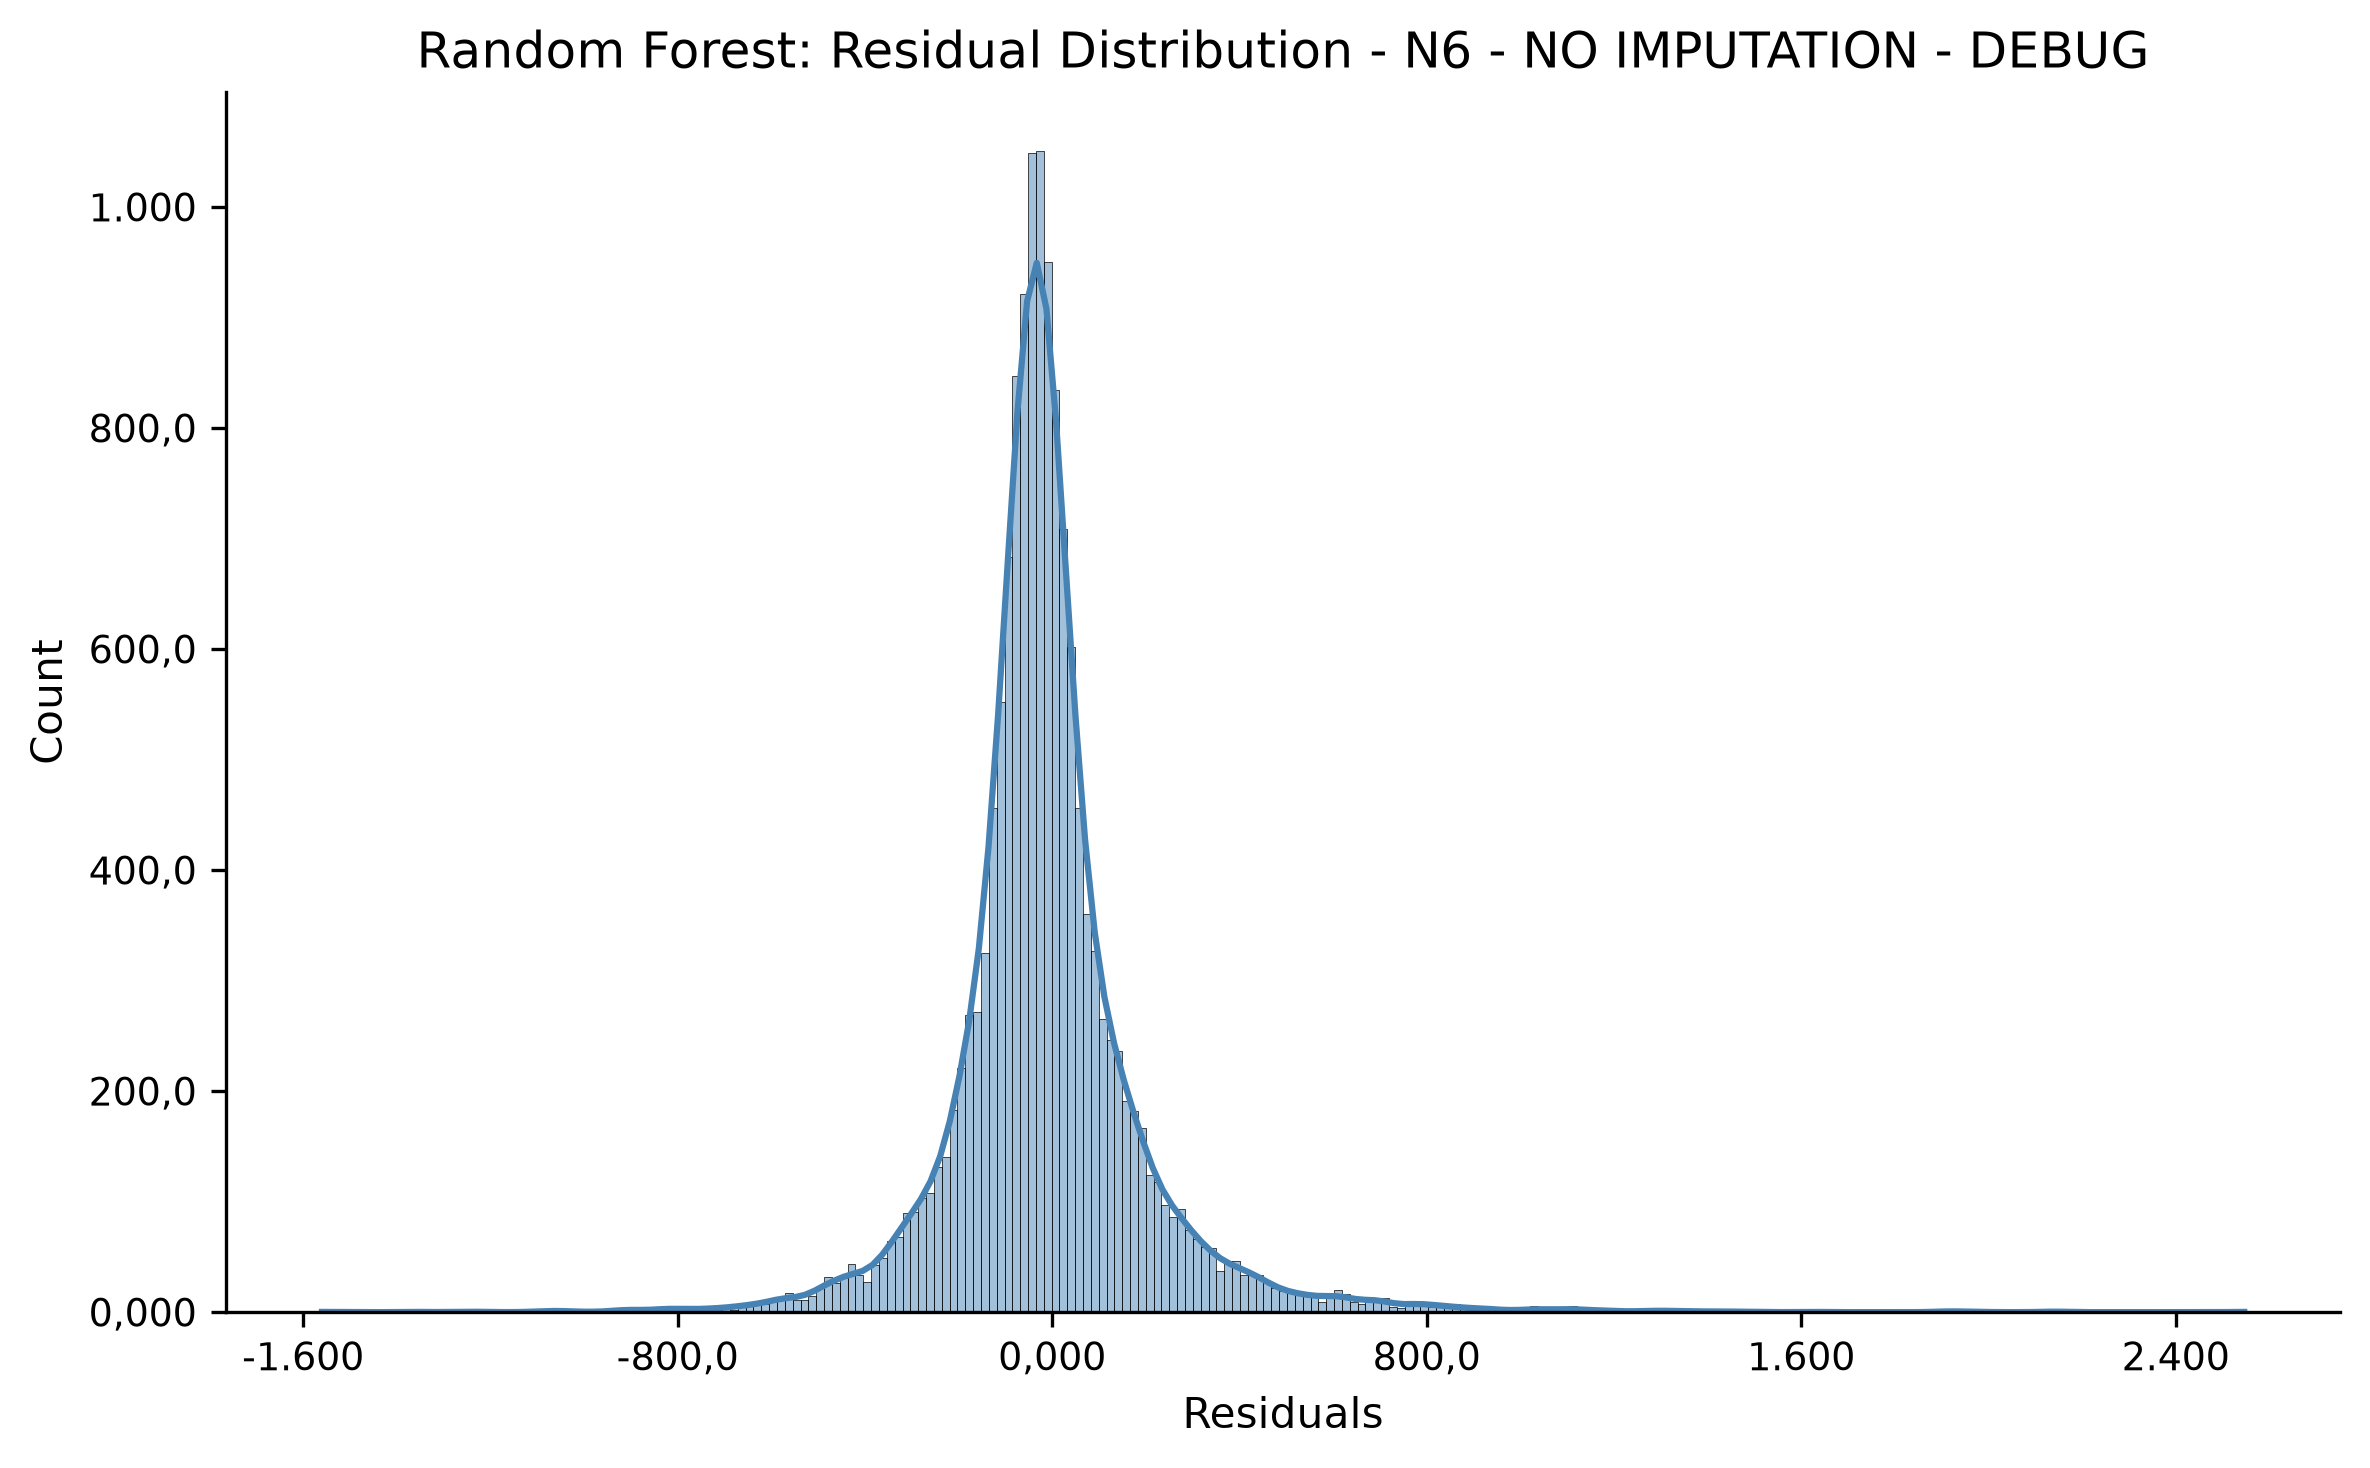 Random Forest: Residual Distribution - N6 - NO IMPUTATION - DEBUG
Count
1.000
800,0
600,0
400,0
200,0
0,000
-1.600 -800,0 0,000 800,0 1.600 2.400
Residuals